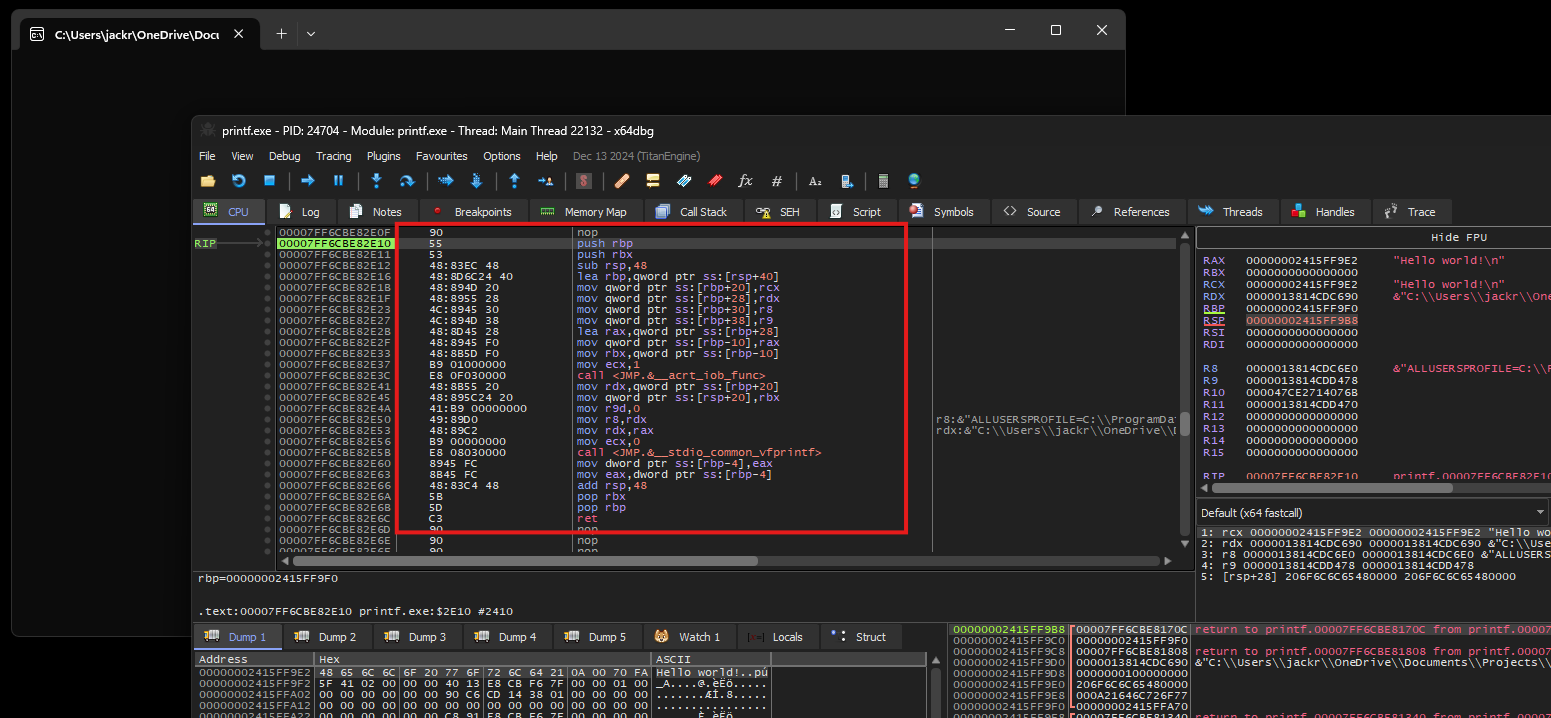 C:\Users\jackr\OneDrive\Docu
printf.exe - PID: 24704 - Module: printf.exe - Thread: Main Thread 22132 - x64dbg
File View Debug Tracing Plugins Favourites Options Help Dec 13 2024 (TitanEngine)
CPU Log Notes Breakpoints Memory Map Call Stack SEH Script Symbols Source References Threads Handles Trace
00007FF6CBE82E0F 90 nop
RIP 00007FF6CBE82E10 55 push rbp
00007FF6CBE82E11 53 push rbx
00007FF6CBE82E12 48:83EC 48 sub rsp,48
00007FF6CBE82E16 48:8D6C24 40 lea rbp,qword ptr ss:[rsp+40]
00007FF6CBE82E1B 48:894D 20 mov qword ptr ss:[rbp+20],rcx
00007FF6CBE82E1F 48:8955 28 mov qword ptr ss:[rbp+28],rdx
00007FF6CBE82E23 4C:8945 30 mov qword ptr ss:[rbp+30],r8
00007FF6CBE82E27 4C:894D 38 mov qword ptr ss:[rbp+38],r9
00007FF6CBE82E2B 48:8D45 28 lea rax,qword ptr ss:[rbp+28]
00007FF6CBE82E2F 48:8945 F0 mov qword ptr ss:[rbp-10],rax
00007FF6CBE82E33 48:8B5D F0 mov rbx,qword ptr ss:[rbp-10]
00007FF6CBE82E37 B9 01000000 mov ecx,1
00007FF6CBE82E3C E8 0F030000 call <JMP.&__acrt_iob_func>
00007FF6CBE82E41 48:8B55 20 mov rdx,qword ptr ss:[rbp+20]
00007FF6CBE82E45 48:895C24 20 mov qword ptr ss:[rsp+20],rbx
00007FF6CBE82E4A 41:B9 00000000 mov r9d,0
00007FF6CBE82E50 49:89D0 mov r8,rdx r8:&"ALLUSERSPROFILE=C:\\ProgramDa
00007FF6CBE82E53 48:89C2 mov rdx,rax rdx:&"C:\\Users\\jackr\\OneDrive\\
00007FF6CBE82E56 B9 00000000 mov ecx,0
00007FF6CBE82E5B E8 08030000 call <JMP.&__stdio_common_vfprintf>
00007FF6CBE82E60 8945 FC mov dword ptr ss:[rbp-4],eax
00007FF6CBE82E63 8B45 FC mov eax,dword ptr ss:[rbp-4]
00007FF6CBE82E66 48:83C4 48 add rsp,48
00007FF6CBE82E6A 5B pop rbx
00007FF6CBE82E6B 5D pop rbp
00007FF6CBE82E6C C3 ret
00007FF6CBE82E6D 90 nop
00007FF6CBE82E6E 90 nop
00007FF6CBE82E6F 90 nop
Hide FPU
RAX 00000002415FF9E2 "Hello world!\n"
RBX 0000000000000000
RCX 00000002415FF9E2 "Hello world!\n"
RDX 0000013814CDC690 &"C:\\Users\\jackr\\One
RBP 00000002415FF9F0
RSP 00000002415FF9B8
RSI 0000000000000000
RDI 0000000000000000
R8 0000013814CDC6E0 &"ALLUSERSPROFILE=C:\\
R9 0000013814CDD478
R10 000047CE2714076B
R11 0000013814CDD470
R12 0000000000000000
R13 0000000000000000
R14 0000000000000000
R15 0000000000000000
RIP 00007FF6CBE82E10 printf.00007FF6CBE82E10
Default (x64 fastcall)
1: rcx 00000002415FF9E2 00000002415FF9E2 "Hello wo
2: rdx 0000013814CDC690 0000013814CDC690 &"C:\\Use
3: r8 0000013814CDC6E0 0000013814CDC6E0 &"ALLUSERS
4: r9 0000013814CDD478 0000013814CDD478
5: [rsp+28] 206F6C6C65480000 206F6C6C65480000
rbp=00000002415FF9F0
.text:00007FF6CBE82E10 printf.exe:$2E10 #2410
Dump 1 Dump 2 Dump 3 Dump 4 Dump 5 Watch 1 Locals Struct
Address Hex ASCII
00000002415FF9E2 48 65 6C 6C 6F 20 77 6F 72 6C 64 21 0A 00 70 FA Hello world!..pú
00000002415FF9F2 5F 41 02 00 00 00 40 13 E8 CB F6 7F 00 00 01 00 _A....@.èËö.....
00000002415FFA02 00 00 00 00 00 00 90 C6 CD 14 38 01 00 00 00 00 .......ÆÍ.8.....
00000002415FFA12 00 00 00 00 00 00 00 00 00 00 00 00 00 00 00 00 ................
00000002415FF9B8 00007FF6CBE8170C return to printf.00007FF6CBE8170C from printf.00007
00000002415FF9C0 00000002415FF9F0
00000002415FF9C8 00007FF6CBE81808 return to printf.00007FF6CBE81808 from printf.00007
00000002415FF9D0 0000013814CDC690 &"C:\\Users\\jackr\\OneDrive\\Documents\\Projects\\
00000002415FF9D8 0000000100000000
00000002415FF9E0 206F6C6C65480000
00000002415FF9E8 000A21646C726F77
00000002415FF9F0 00000002415FFA70